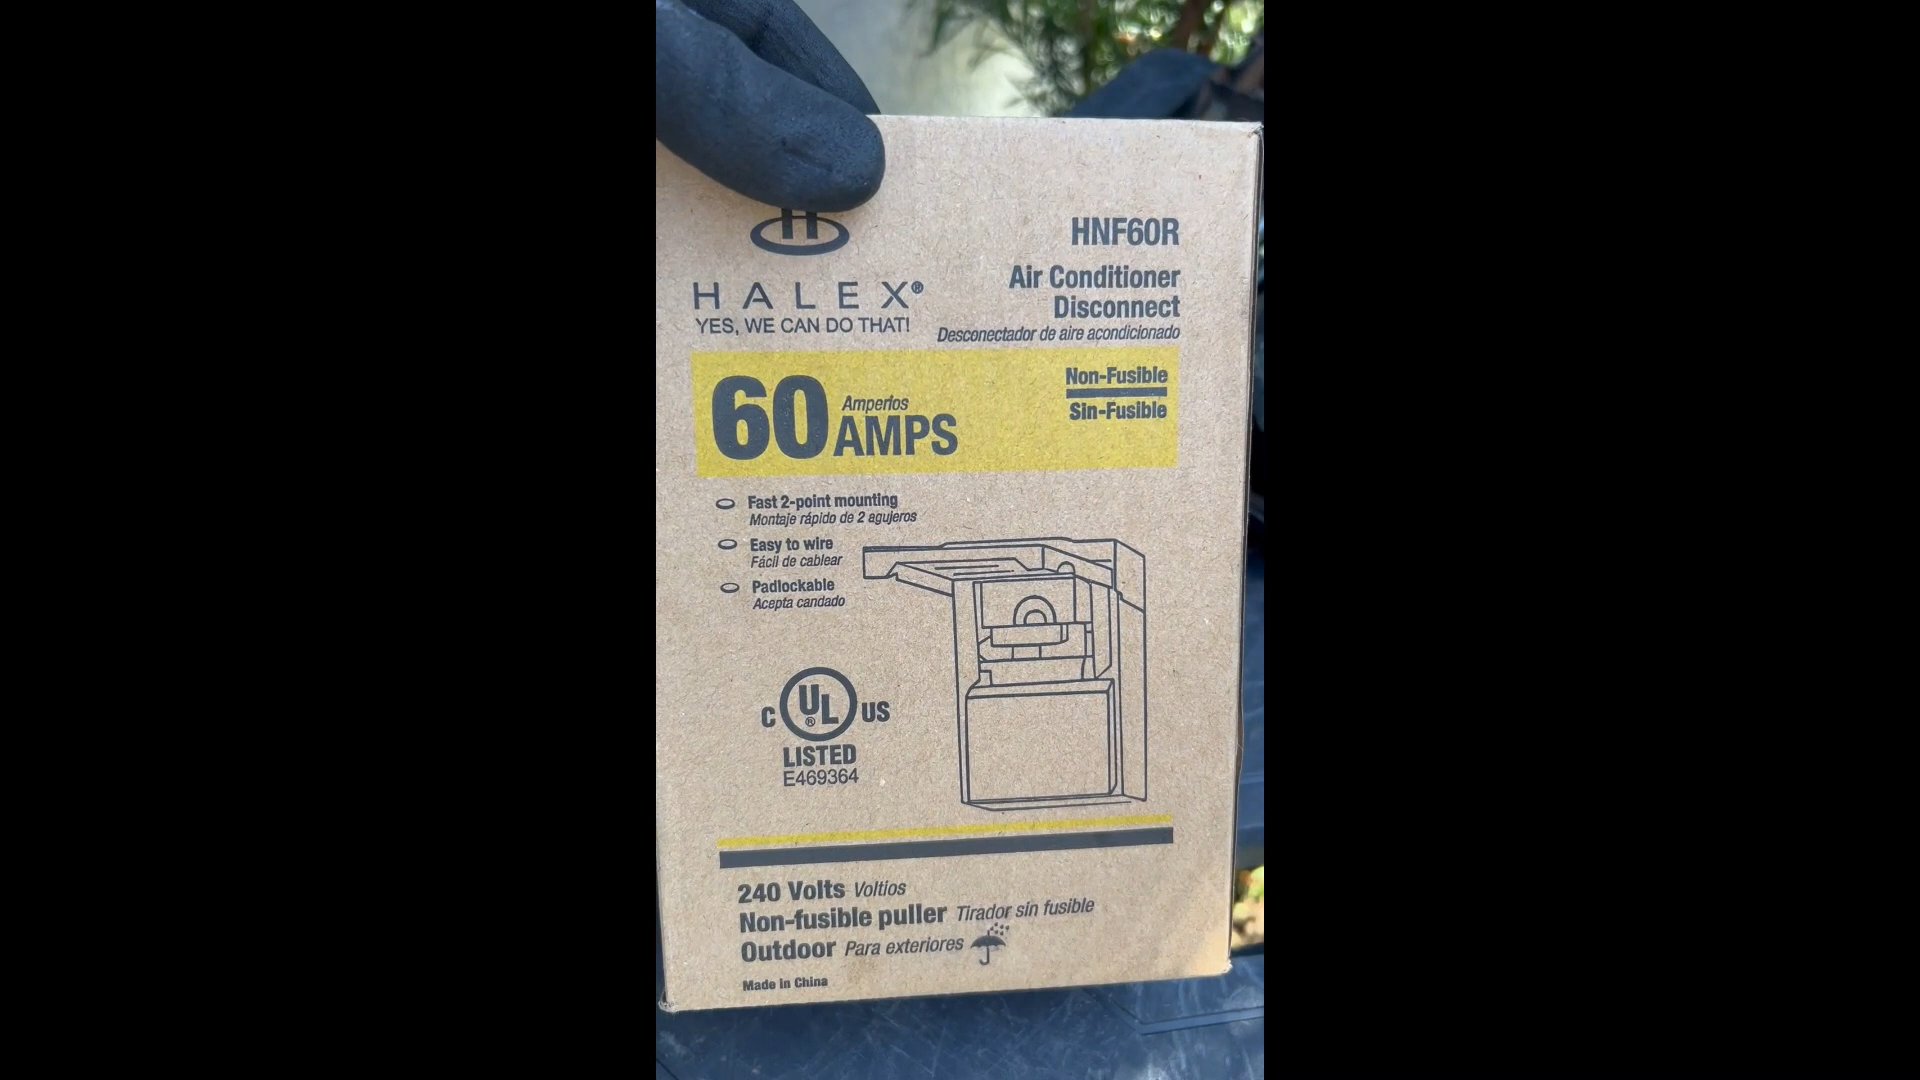 H
HALEX®
YES, WE CAN DO THAT!
HNF60R
Air Conditioner
Disconnect
Desconectador de aire acondicionado
60 Amperios
AMPS
Non-Fusible
Sin-Fusible
Fast 2-point mounting
Montaje rápido de 2 agujeros
Easy to wire
Fácil de cablear
Padlockable
Acepta candado
C UL® US
LISTED
E469364
240 Volts Voltios
Non-fusible puller Tirador sin fusible
Outdoor Para exteriores
Made in China